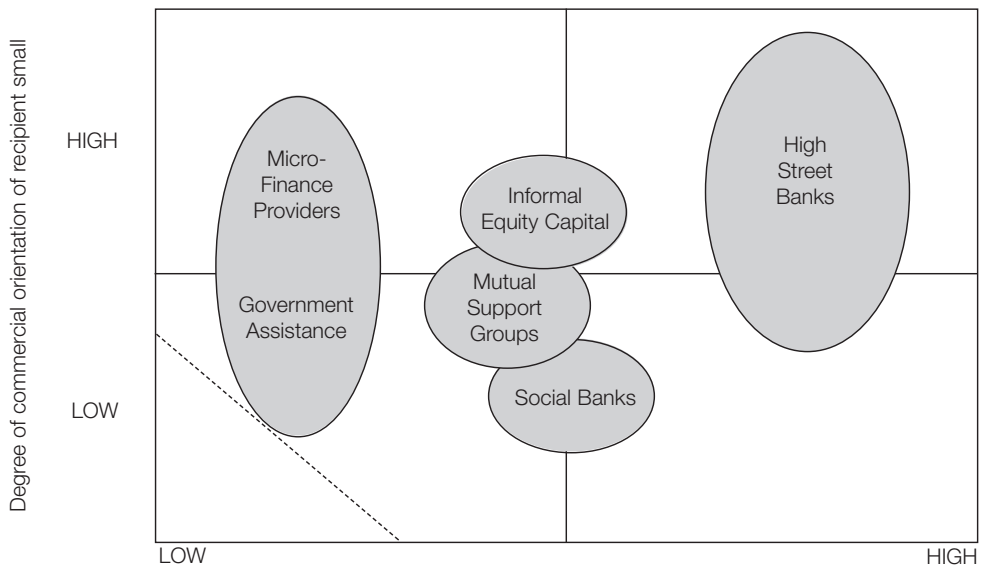 Degree of commercial orientation of recipient small
HIGH
LOW
Micro-
Finance
Providers
Government
Assistance
Informal
Equity Capital
Mutual
Support
Groups
Social Banks
High
Street
Banks
LOW
HIGH